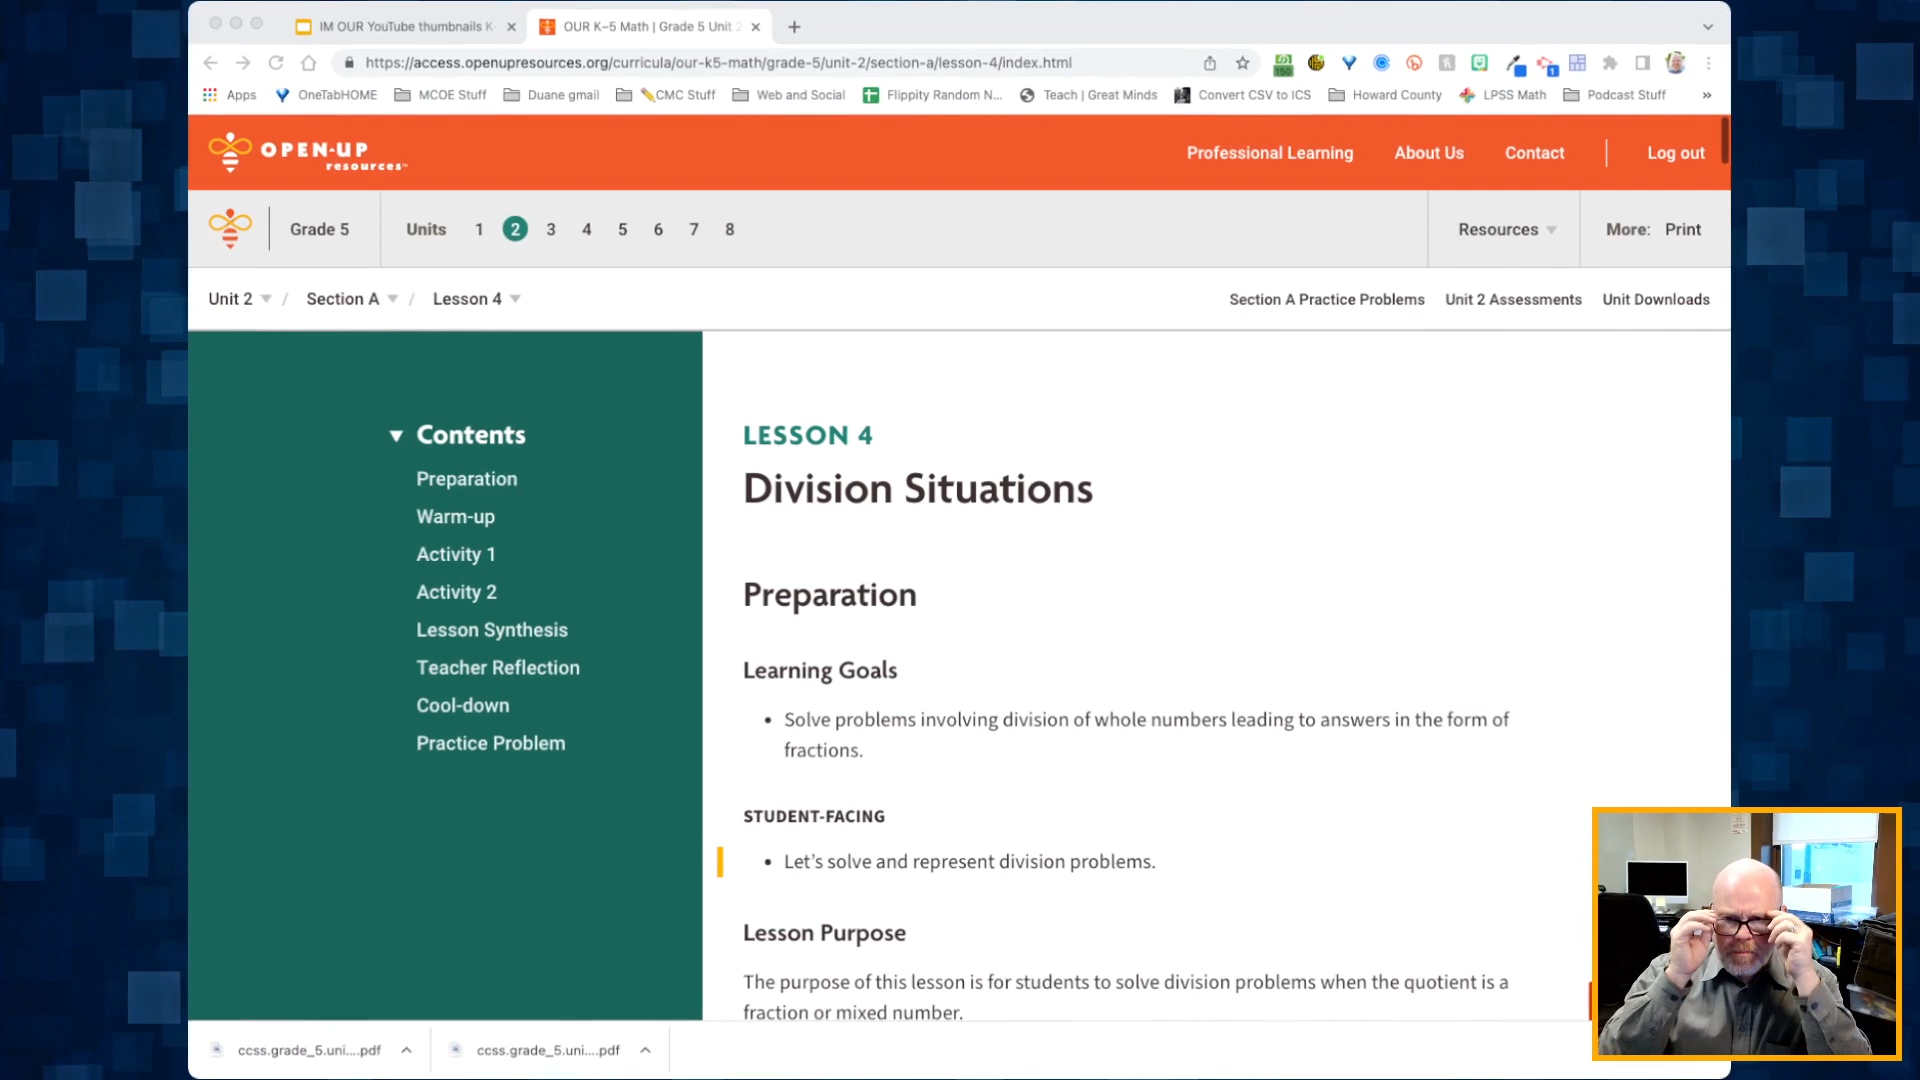 IM OUR YouTube thumbnails K
OUR K–5 Math | Grade 5 Unit 2
https://access.openupresources.org/curricula/our-k5-math/grade-5/unit-2/section-a/lesson-4/index.html
150
1
Apps
OneTabHOME
MCOE Stuff
Duane gmail
CMC Stuff
Web and Social
Flippity Random N...
Teach | Great Minds
Convert CSV to ICS
Howard County
LPSS Math
Podcast Stuff
»
OPEN-UP
resources™
Professional Learning
About Us
Contact
Log out
Grade 5
Units 1 2 3 4 5 6 7 8
Resources
More: Print
Unit 2 / Section A / Lesson 4
Section A Practice Problems
Unit 2 Assessments
Unit Downloads
Contents
Preparation
Warm-up
Activity 1
Activity 2
Lesson Synthesis
Teacher Reflection
Cool-down
Practice Problem
LESSON 4
Division Situations
Preparation
Learning Goals
• Solve problems involving division of whole numbers leading to answers in the form of
fractions.
STUDENT-FACING
• Let’s solve and represent division problems.
Lesson Purpose
The purpose of this lesson is for students to solve division problems when the quotient is a
fraction or mixed number.
ccss.grade_5.uni....pdf
ccss.grade_5.uni....pdf